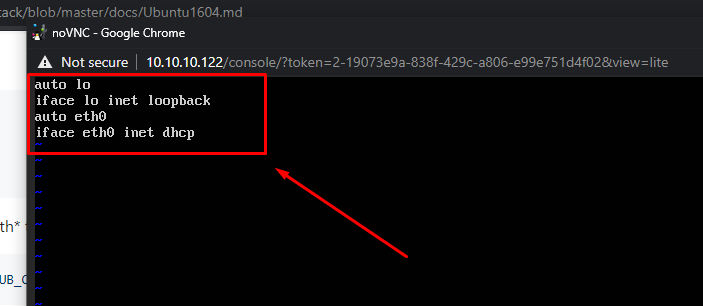 tack/blob/master/docs/Ubuntu1604.md
noVNC - Google Chrome
Not secure | 10.10.10.122/console/?token=2-19073e9a-838f-429c-a806-e99e751d4f02&view=lite
auto lo
iface lo inet loopback
auto eth0
iface eth0 inet dhcp
~
~
~
~
~
~
~
~
~
th*
UB_C